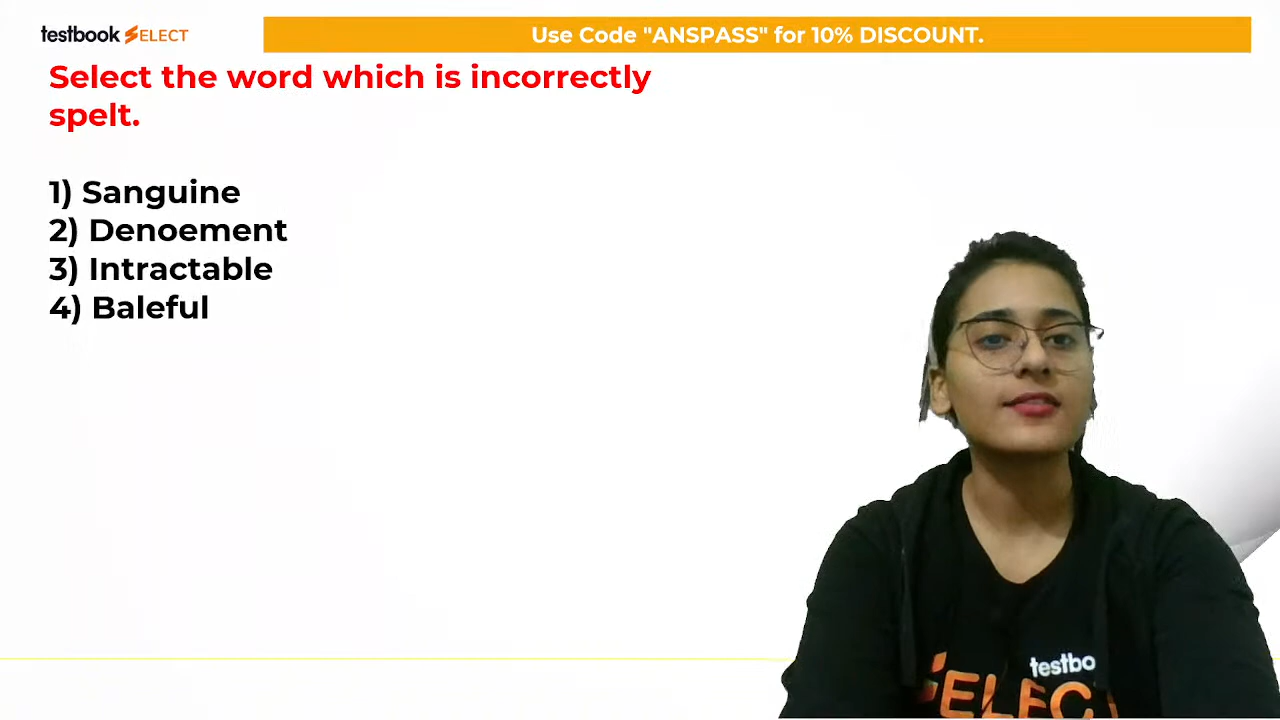 testbook SELECT
Use Code "ANSPASS" for 10% DISCOUNT.
Select the word which is incorrectly
spelt.
1) Sanguine
2) Denoement
3) Intractable
4) Baleful
testbo
SELECT